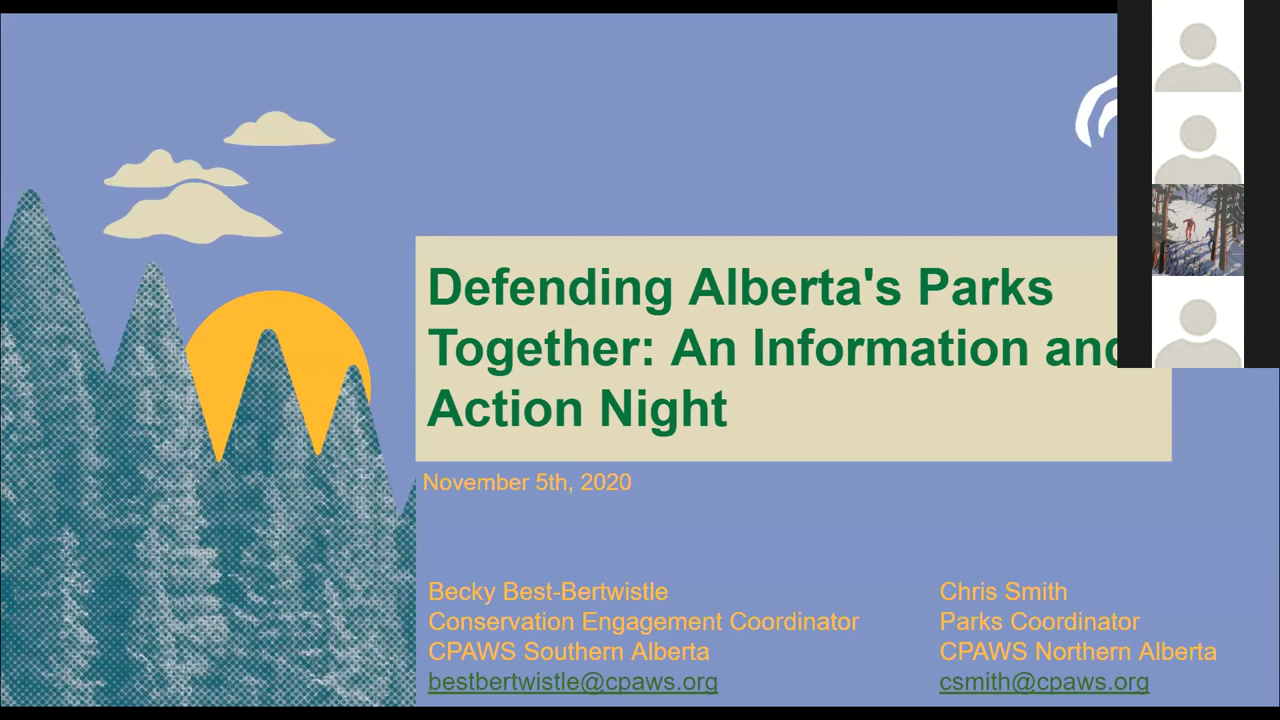 Defending Alberta's Parks
Together: An Information and
Action Night
November 5th, 2020
Becky Best-Bertwistle
Conservation Engagement Coordinator
CPAWS Southern Alberta
bestbertwistle@cpaws.org
Chris Smith
Parks Coordinator
CPAWS Northern Alberta
csmith@cpaws.org